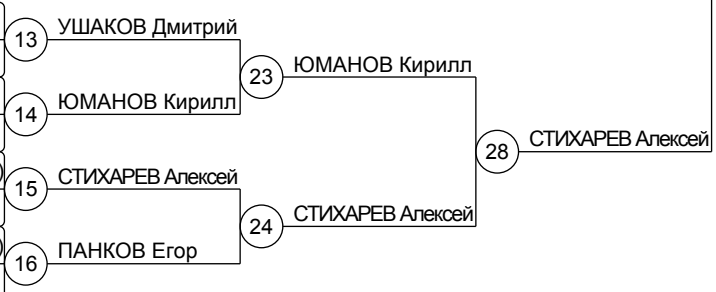 13 УШАКОВ Дмитрий
23 ЮМАНОВ Кирилл
14 ЮМАНОВ Кирилл
28 СТИХАРЕВ Алексей
15 СТИХАРЕВ Алексей
24 СТИХАРЕВ Алексей
16 ПАНКОВ Егор